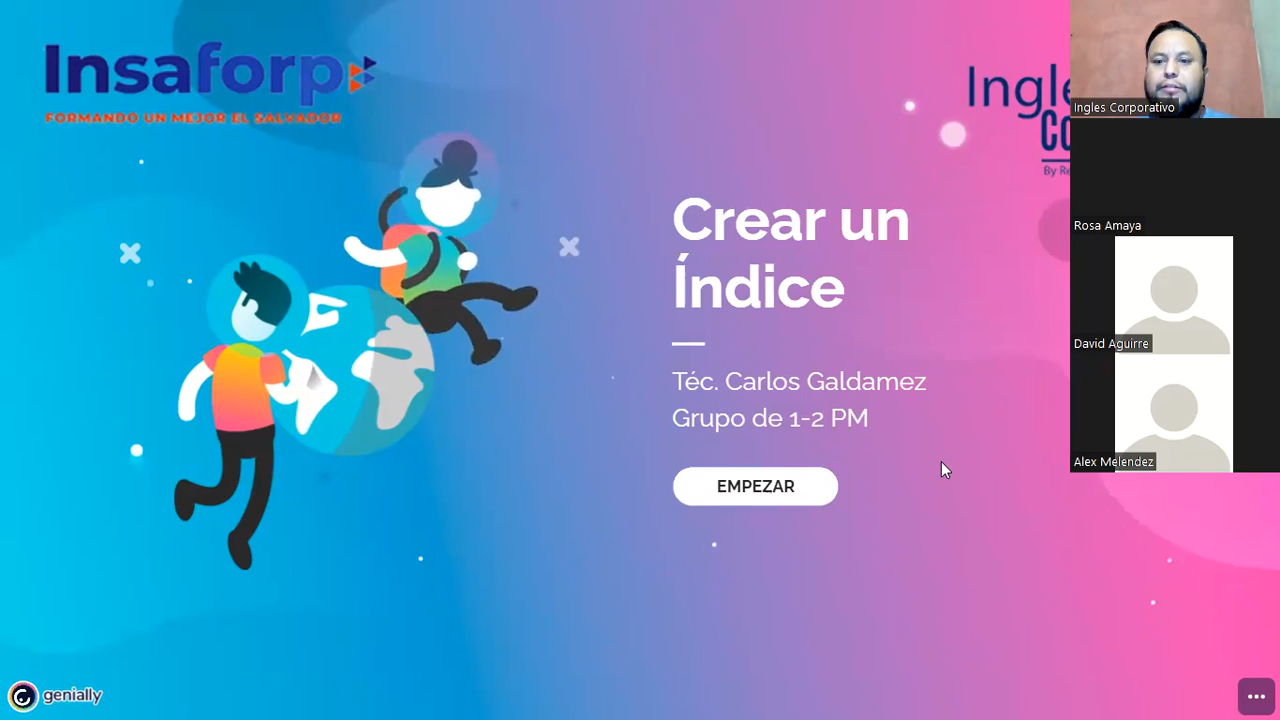 Insaforp
FORMANDO UN MEJOR EL SALVADOR
Crear un
Índice
Téc. Carlos Galdamez
Grupo de 1-2 PM
EMPEZAR
genially
Ingles Corporativo
Rosa Amaya
David Aguirre
Alex Melendez